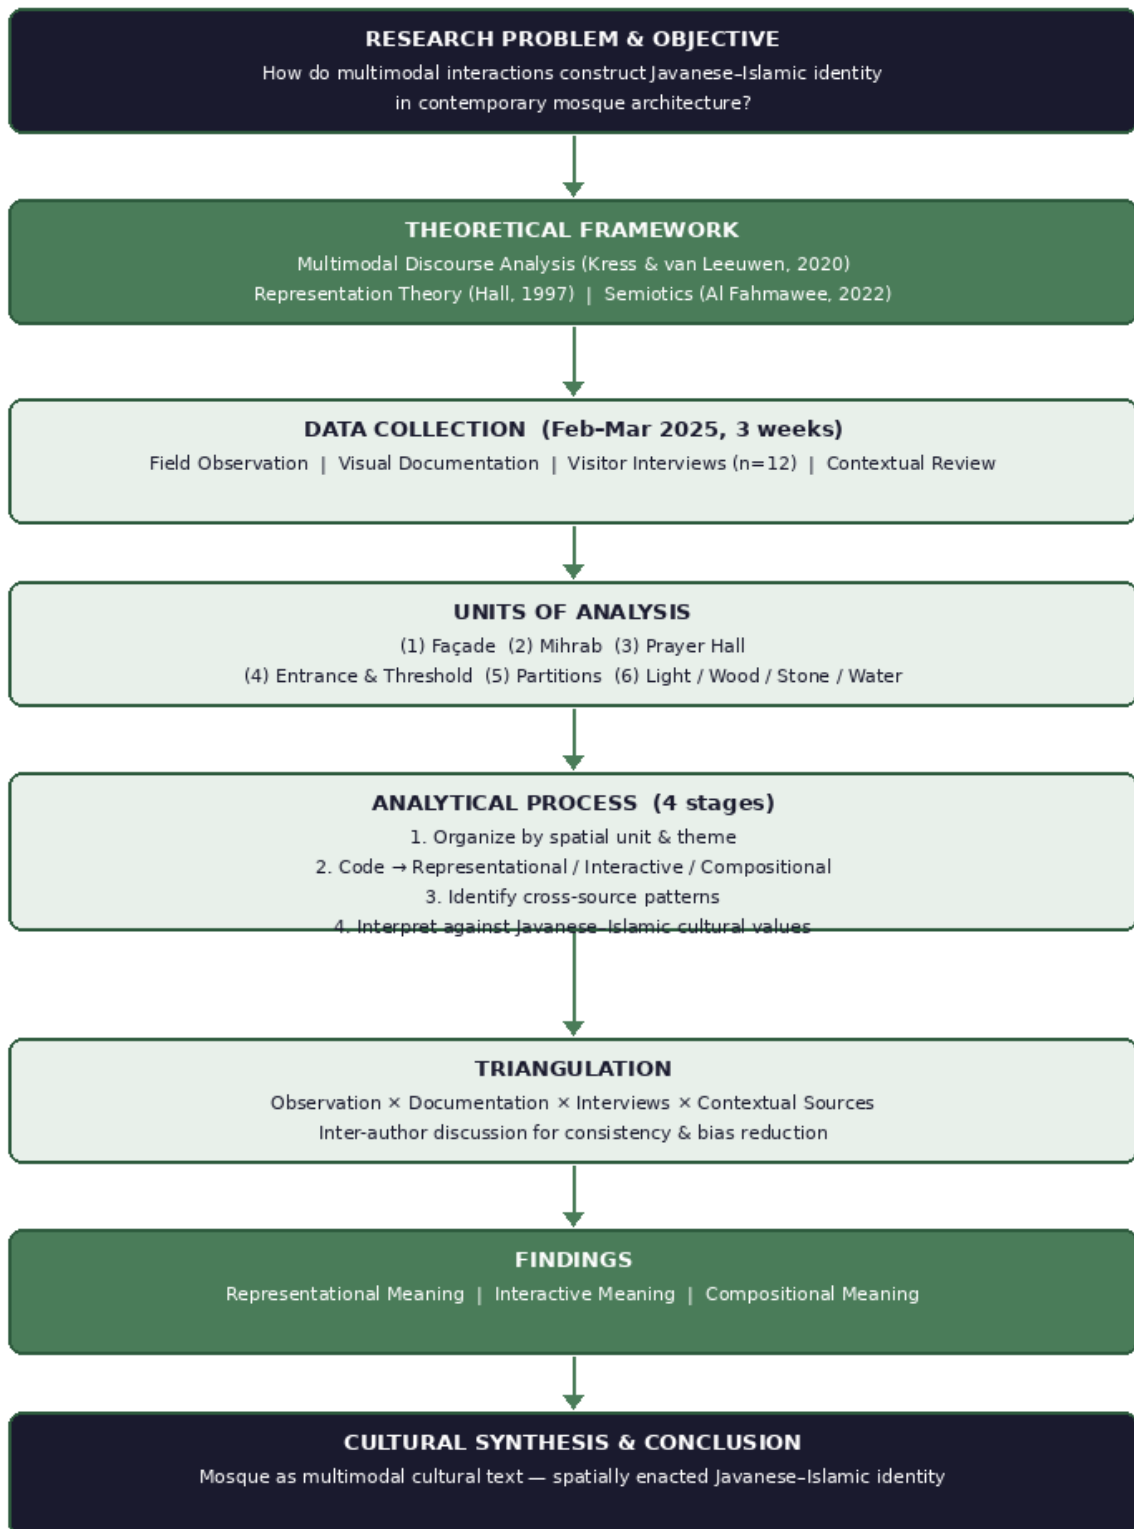 RESEARCH PROBLEM & OBJECTIVE
How do multimodal interactions construct Javanese–Islamic identity
in contemporary mosque architecture?
THEORETICAL FRAMEWORK
Multimodal Discourse Analysis (Kress & van Leeuwen, 2020)
Representation Theory (Hall, 1997) | Semiotics (Al Fahmawee, 2022)
DATA COLLECTION (Feb–Mar 2025, 3 weeks)
Field Observation | Visual Documentation | Visitor Interviews (n=12) | Contextual Review
UNITS OF ANALYSIS
(1) Façade (2) Mihrab (3) Prayer Hall
(4) Entrance & Threshold (5) Partitions (6) Light / Wood / Stone / Water
ANALYTICAL PROCESS (4 stages)
1. Organize by spatial unit & theme
2. Code → Representational / Interactive / Compositional
3. Identify cross-source patterns
4. Interpret against Javanese–Islamic cultural values
TRIANGULATION
Observation × Documentation × Interviews × Contextual Sources
Inter-author discussion for consistency & bias reduction
FINDINGS
Representational Meaning | Interactive Meaning | Compositional Meaning
CULTURAL SYNTHESIS & CONCLUSION
Mosque as multimodal cultural text — spatially enacted Javanese–Islamic identity